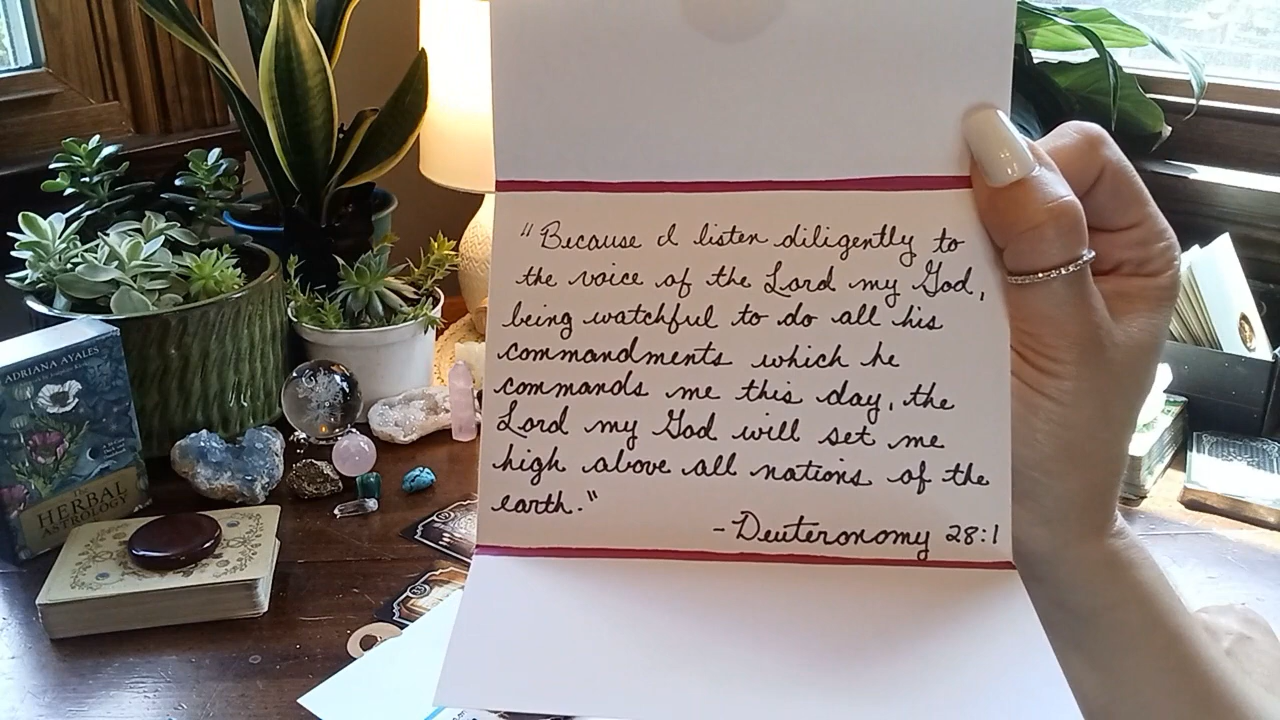 "Because I listen diligently to
the voice of the Lord my God,
being watchful to do all his
commandments which he
commands me this day, the
Lord my God will set me
high above all nations of the
earth."
-Deuteronomy 28:1
ADRIANA AYALES
The
HERBAL
ASTROLOGY